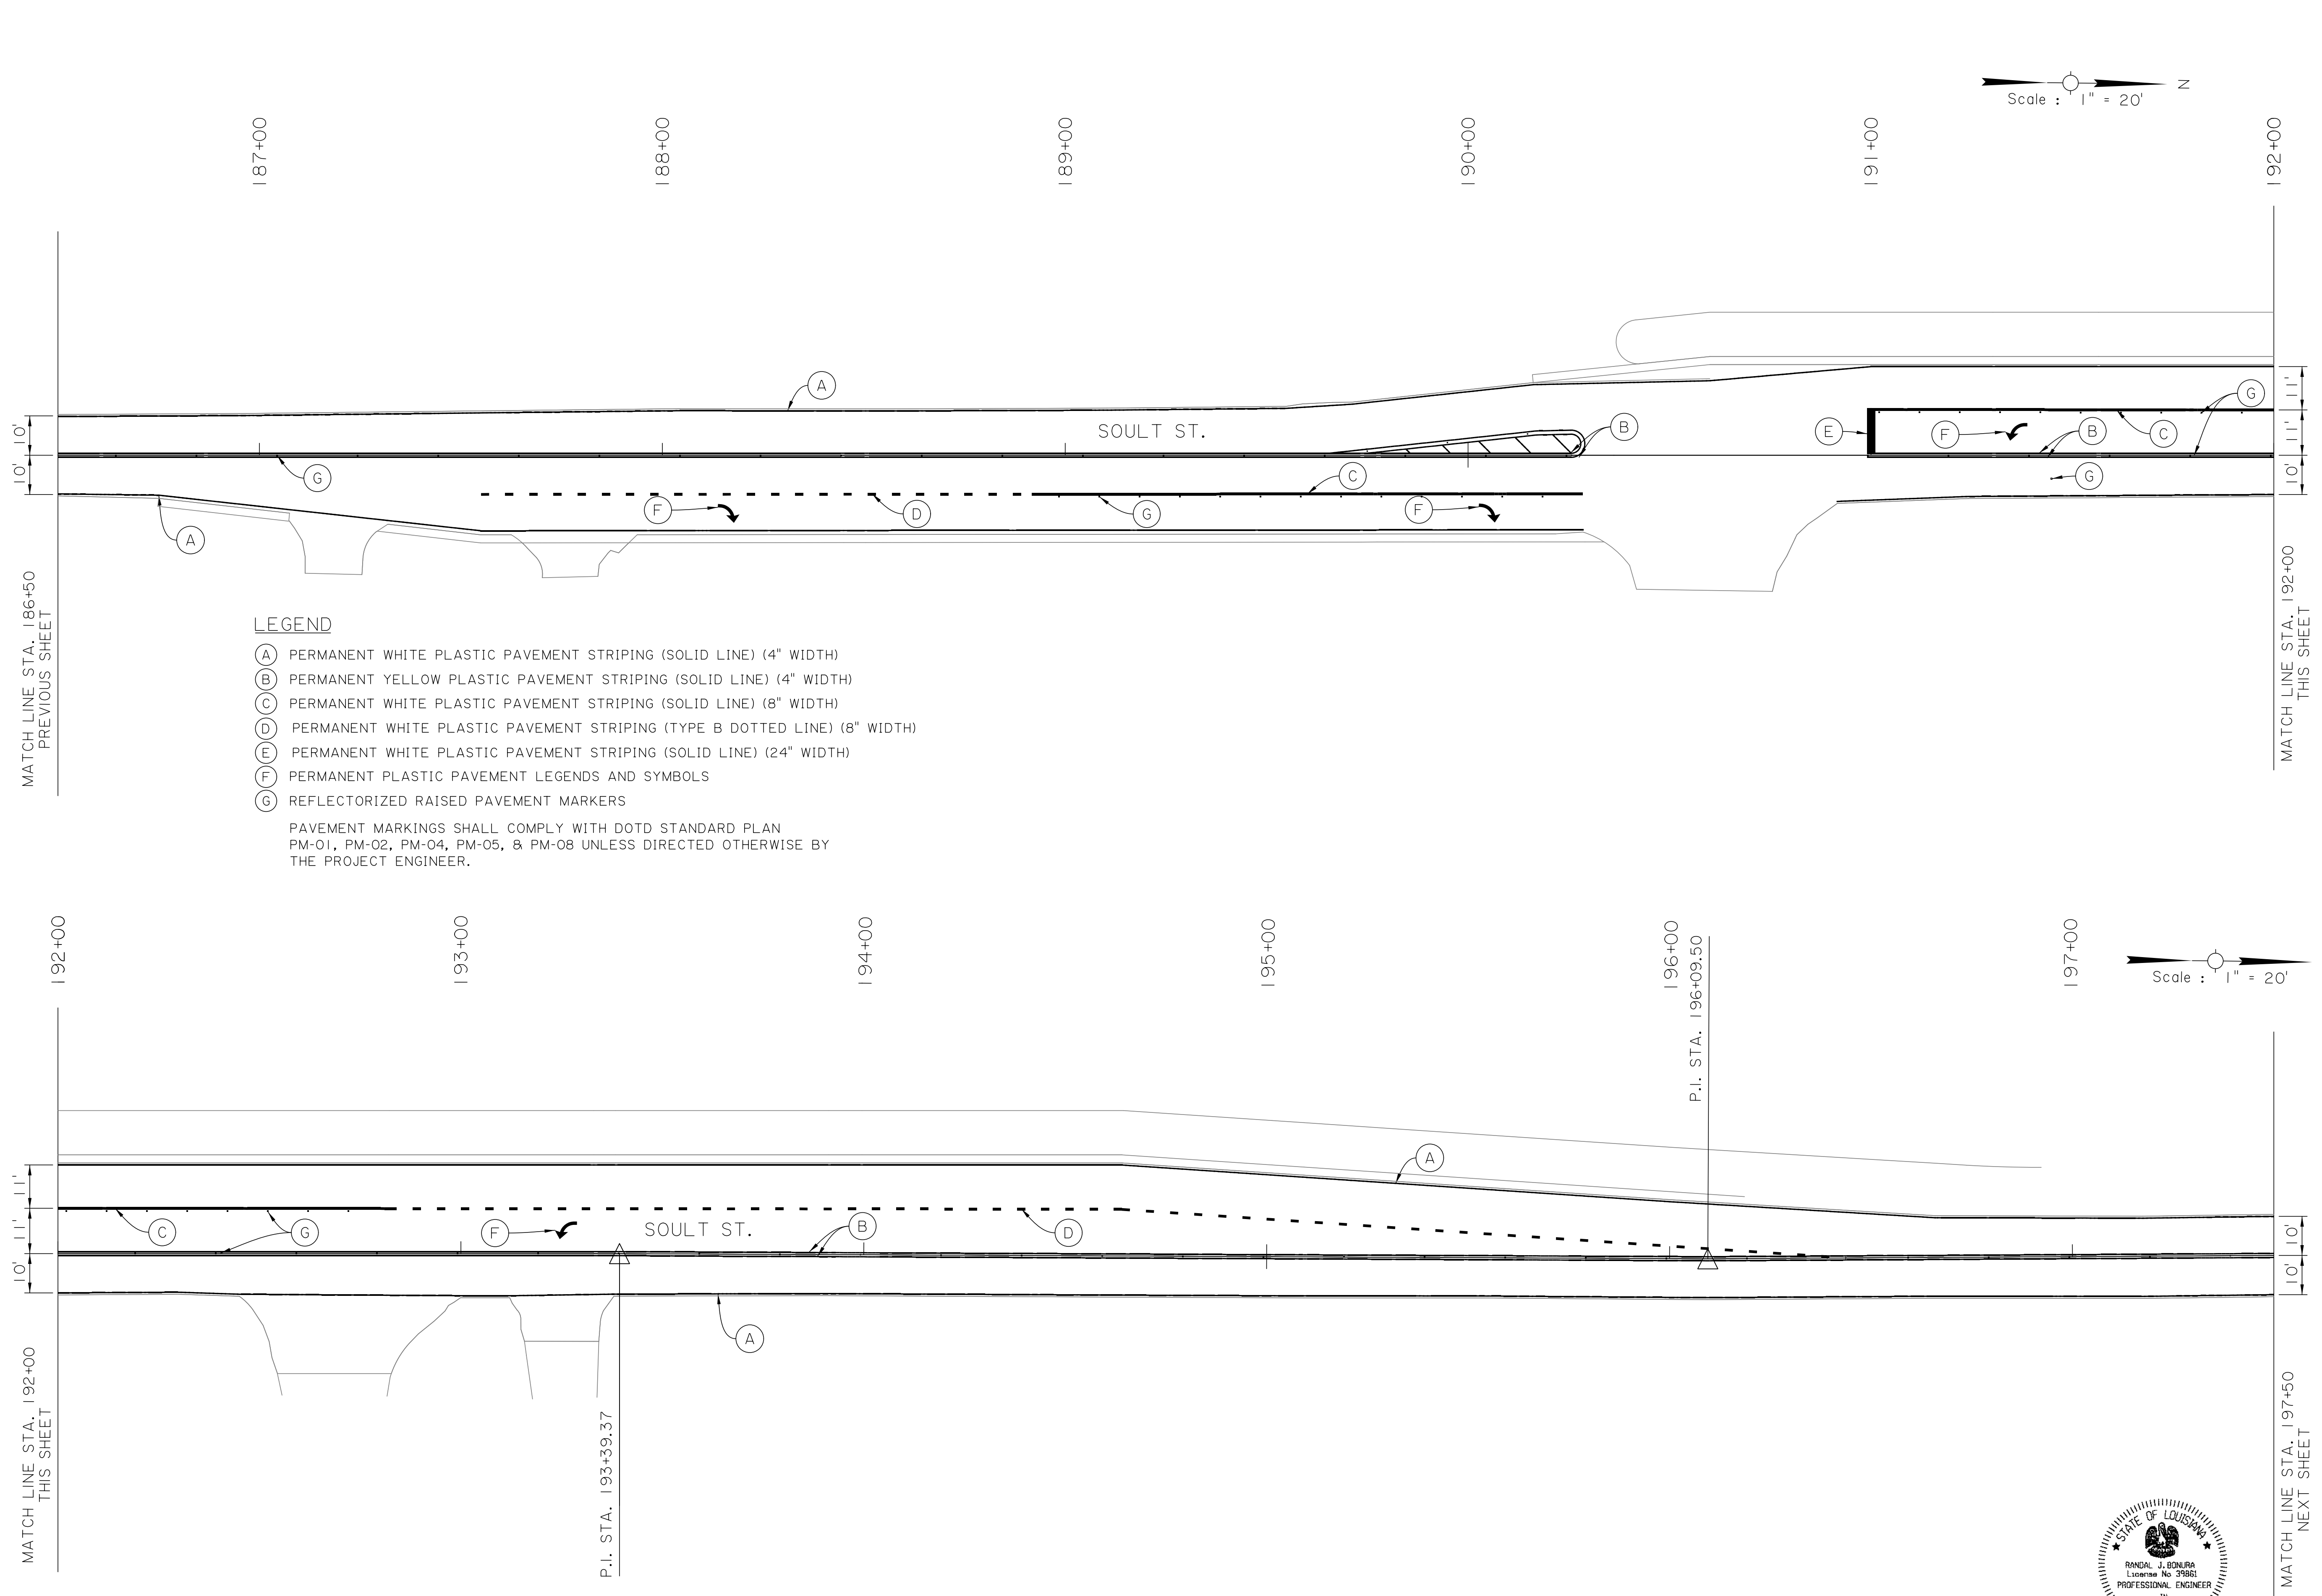 N
Scale : 1" = 20'
187+00
188+00
189+00
190+00
191+00
192+00
A
B
G
11'
10'
SOULT ST.
E
F
B
C
11'
10'
G
C
G
10'
F
D
G
F
A
MATCH LINE STA. 186+50
PREVIOUS SHEET
MATCH LINE STA. 192+00
THIS SHEET
LEGEND
A PERMANENT WHITE PLASTIC PAVEMENT STRIPING (SOLID LINE) (4" WIDTH)
B PERMANENT YELLOW PLASTIC PAVEMENT STRIPING (SOLID LINE) (4" WIDTH)
C PERMANENT WHITE PLASTIC PAVEMENT STRIPING (SOLID LINE) (8" WIDTH)
D PERMANENT WHITE PLASTIC PAVEMENT STRIPING (TYPE B DOTTED LINE) (8" WIDTH)
E PERMANENT WHITE PLASTIC PAVEMENT STRIPING (SOLID LINE) (24" WIDTH)
F PERMANENT PLASTIC PAVEMENT LEGENDS AND SYMBOLS
G REFLECTORIZED RAISED PAVEMENT MARKERS
PAVEMENT MARKINGS SHALL COMPLY WITH DOTD STANDARD PLAN
PM-01, PM-02, PM-04, PM-05, & PM-08 UNLESS DIRECTED OTHERWISE BY
THE PROJECT ENGINEER.
192+00
193+00
194+00
195+00
196+00
P.I. STA. 196+09.50
197+00
Scale : 1" = 20'
A
11'
11'
10'
C
G
F
SOULT ST.
B
D
10'
10'
A
MATCH LINE STA. 192+00
THIS SHEET
P.I. STA. 193+39.37
MATCH LINE STA. 197+50
NEXT SHEET
STATE OF LOUISIANA
RANDAL J. BONURA
License No 39861
PROFESSIONAL ENGINEER
IN